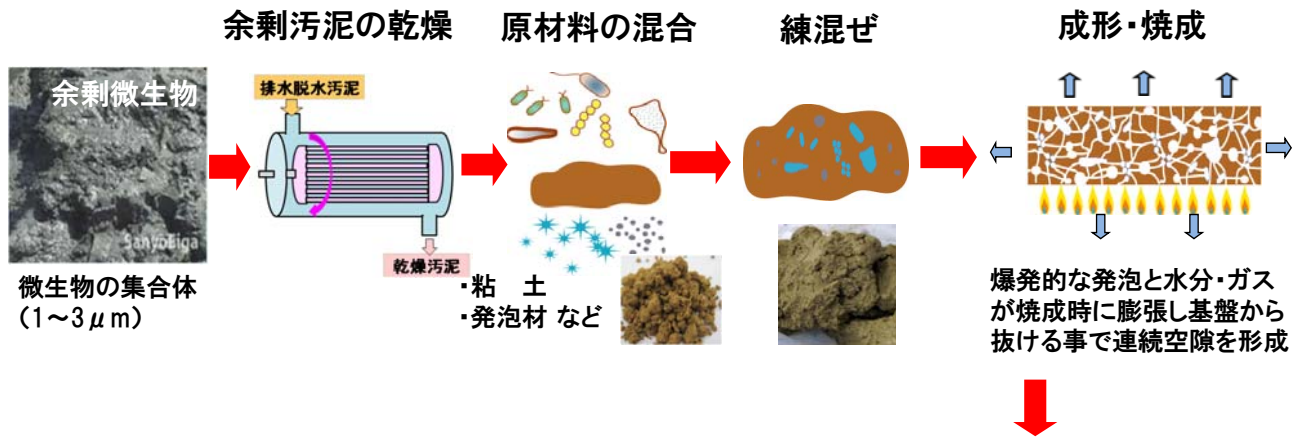 余剰汚泥の乾燥
原材料の混合
練混ぜ
成形・焼成
余剰微生物
SanyoEiga
微生物の集合体
（1～3μm）
排水脱水汚泥
乾燥汚泥
・粘　土
・発泡材 など
爆発的な発泡と水分・ガス
が焼成時に膨張し基盤から
抜ける事で連続空隙を形成